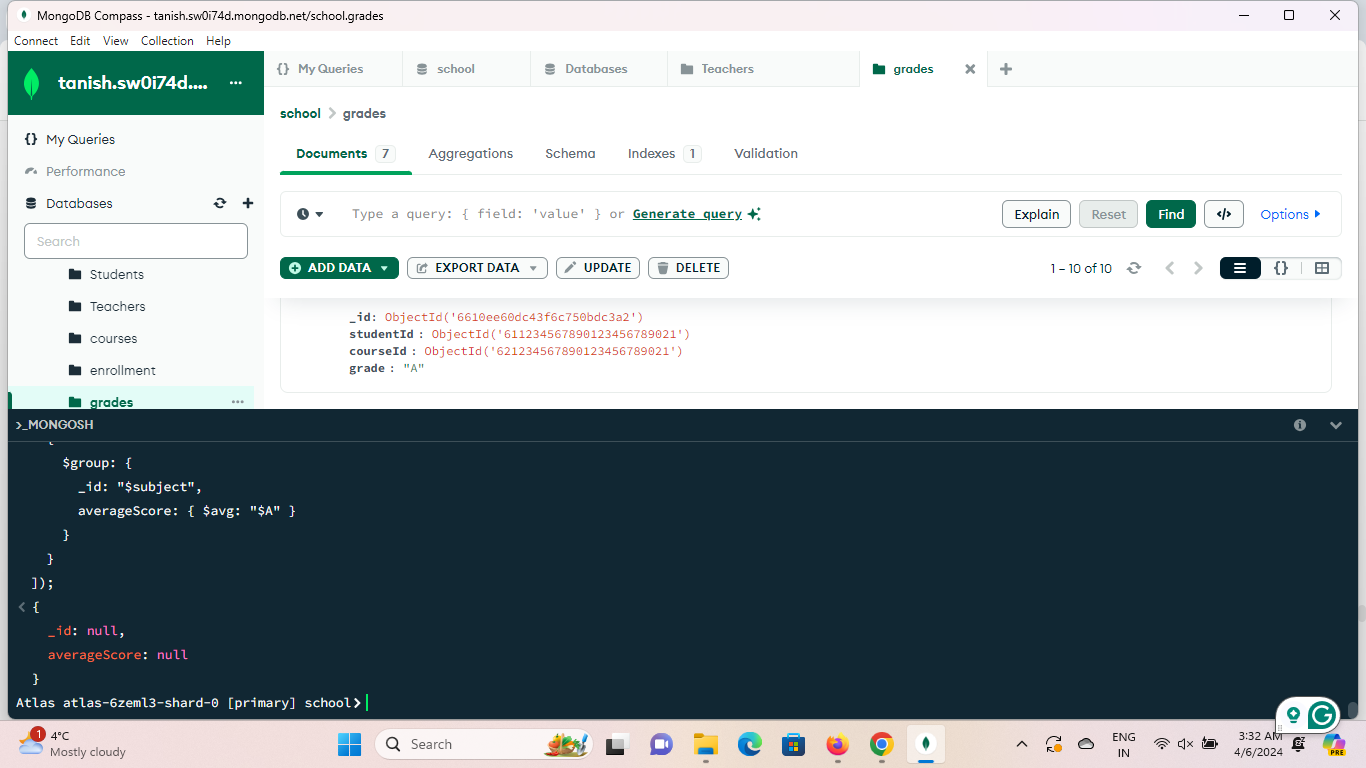 MongoDB Compass - tanish.sw0i74d.mongodb.net/school.grades
Connect Edit View Collection Help
tanish.sw0i74d....
My Queries
Performance
Databases
Search
Students
Teachers
courses
enrollment
grades
{} My Queries school Databases Teachers grades
school > grades
Documents 7 Aggregations Schema Indexes 1 Validation
Type a query: { field: 'value' } or Generate query
Explain Reset Find </> Options
ADD DATA EXPORT DATA UPDATE DELETE
1 – 10 of 10
{}
_id: ObjectId('6610ee60dc43f6c750bdc3a2')
studentId : ObjectId('611234567890123456789021')
courseId : ObjectId('621234567890123456789021')
grade : "A"
>_MONGOSH
{
$group: {
_id: "$subject",
averageScore: { $avg: "$A" }
}
}
]);
< {
_id: null,
averageScore: null
}
Atlas atlas-6zeml3-shard-0 [primary] school>
1
4°C
Mostly cloudy
Search
ENG
IN
3:32 AM
4/6/2024
PRE